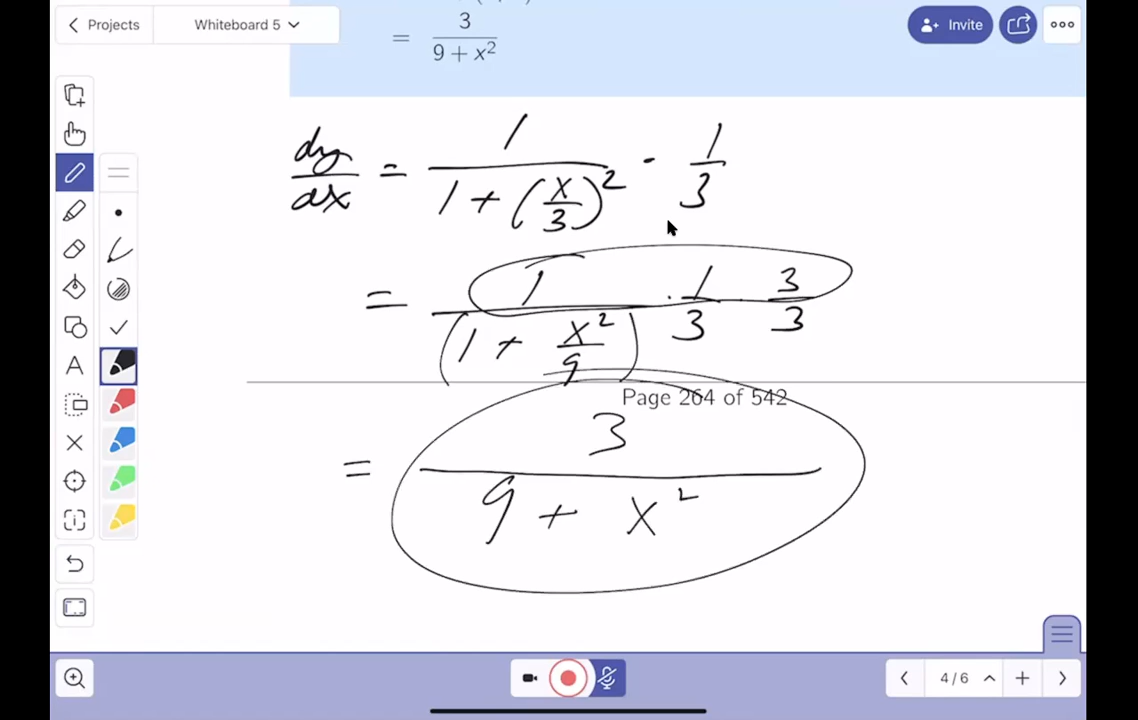 Projects
Whiteboard 5
Invite
= 3 / (9 + x²)
dy/dx = 1 / (1 + (x/3)²) · 1/3
= 1 / (1 + x²/9) · 1/3 3/3
Page 264 of 542
= 3 / (9 + x²)
A
4 / 6